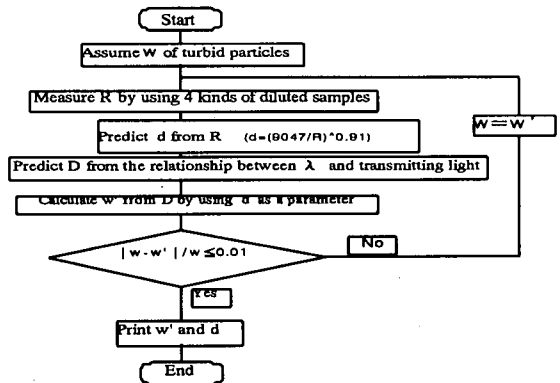 Start
Assume w of turbid particles
Measure R by using 4 kinds of diluted samples
Predict d from R (d=(9047/R)^0.91)
w=w'
Predict D from the relationship between λ and transmitting light
Calculate w' from D by using d as a parameter
|w-w'|/w≦0.01
No
Yes
Print w' and d
End